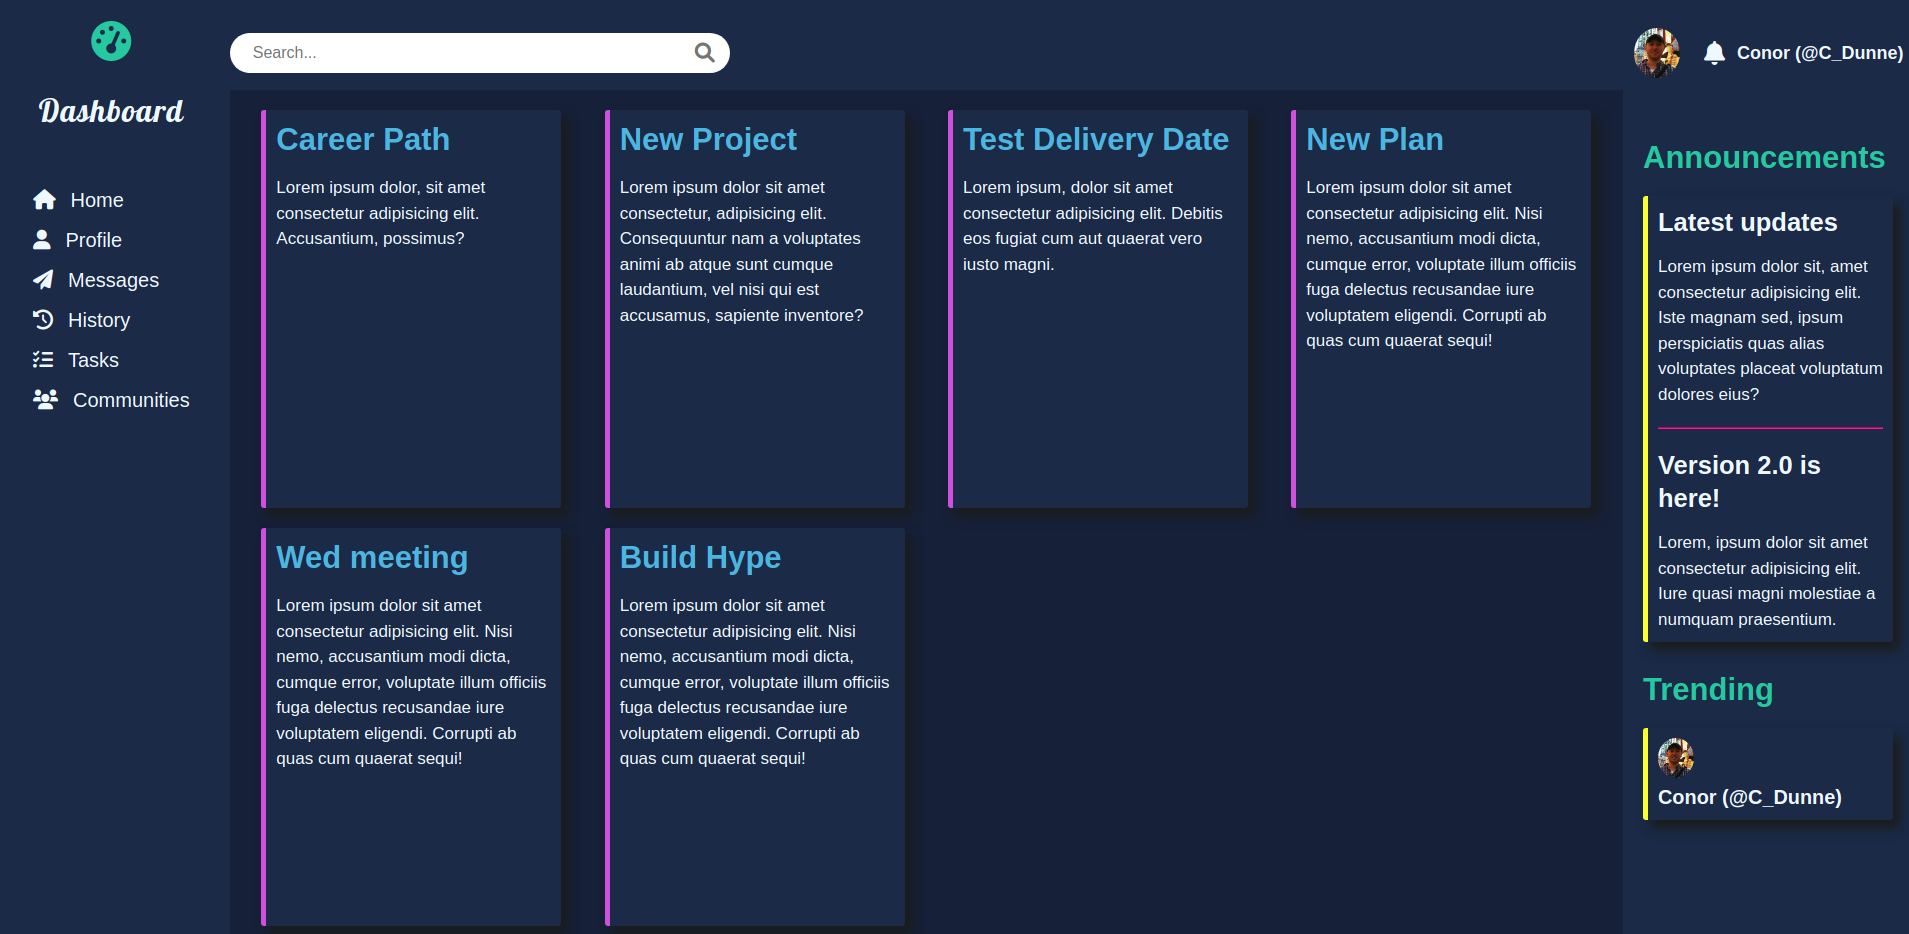 Dashboard
Home
Profile
Messages
History
Tasks
Communities
Search...
Conor (@C_Dunne)
Career Path
Lorem ipsum dolor, sit amet
consectetur adipisicing elit.
Accusantium, possimus?
New Project
Lorem ipsum dolor sit amet
consectetur, adipisicing elit.
Consequuntur nam a voluptates
animi ab atque sunt cumque
laudantium, vel nisi qui est
accusamus, sapiente inventore?
Test Delivery Date
Lorem ipsum, dolor sit amet
consectetur adipisicing elit. Debitis
eos fugiat cum aut quaerat vero
iusto magni.
New Plan
Lorem ipsum dolor sit amet
consectetur adipisicing elit. Nisi
nemo, accusantium modi dicta,
cumque error, voluptate illum officiis
fuga delectus recusandae iure
voluptatem eligendi. Corrupti ab
quas cum quaerat sequi!
Wed meeting
Lorem ipsum dolor sit amet
consectetur adipisicing elit. Nisi
nemo, accusantium modi dicta,
cumque error, voluptate illum officiis
fuga delectus recusandae iure
voluptatem eligendi. Corrupti ab
quas cum quaerat sequi!
Build Hype
Lorem ipsum dolor sit amet
consectetur adipisicing elit. Nisi
nemo, accusantium modi dicta,
cumque error, voluptate illum officiis
fuga delectus recusandae iure
voluptatem eligendi. Corrupti ab
quas cum quaerat sequi!
Announcements
Latest updates
Lorem ipsum dolor sit, amet
consectetur adipisicing elit.
Iste magnam sed, ipsum
perspiciatis quas alias
voluptates placeat voluptatum
dolores eius?
Version 2.0 is
here!
Lorem, ipsum dolor sit amet
consectetur adipisicing elit.
Iure quasi magni molestiae a
numquam praesentium.
Trending
Conor (@C_Dunne)